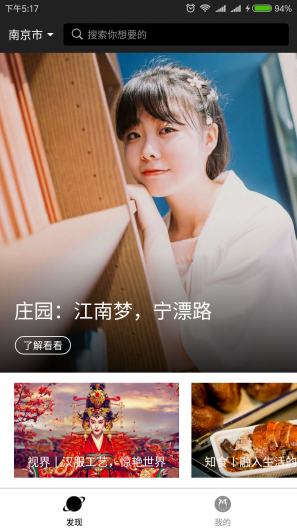 下午5:17
94%
南京市
搜索你想要的
庄园：江南梦，宁漂路
了解看看
视界丨汉服工艺，惊艳世界
知食丨融入生活的
发现
我的